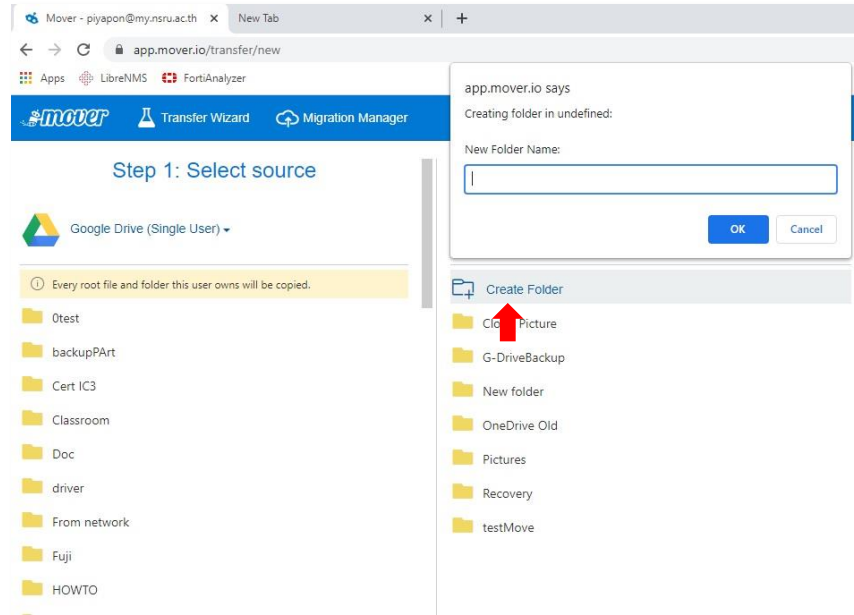 Mover - piyapon@my.nsru.ac.th
New Tab
app.mover.io/transfer/new
Apps
LibreNMS
FortiAnalyzer
mover
Transfer Wizard
Migration Manager
app.mover.io says
Creating folder in undefined:
New Folder Name:
OK
Cancel
Step 1: Select source
Google Drive (Single User)
Every root file and folder this user owns will be copied.
0test
backupPArt
Cert IC3
Classroom
Doc
driver
From network
Fuji
HOWTO
Create Folder
Picture
G-DriveBackup
New folder
OneDrive Old
Pictures
Recovery
testMove